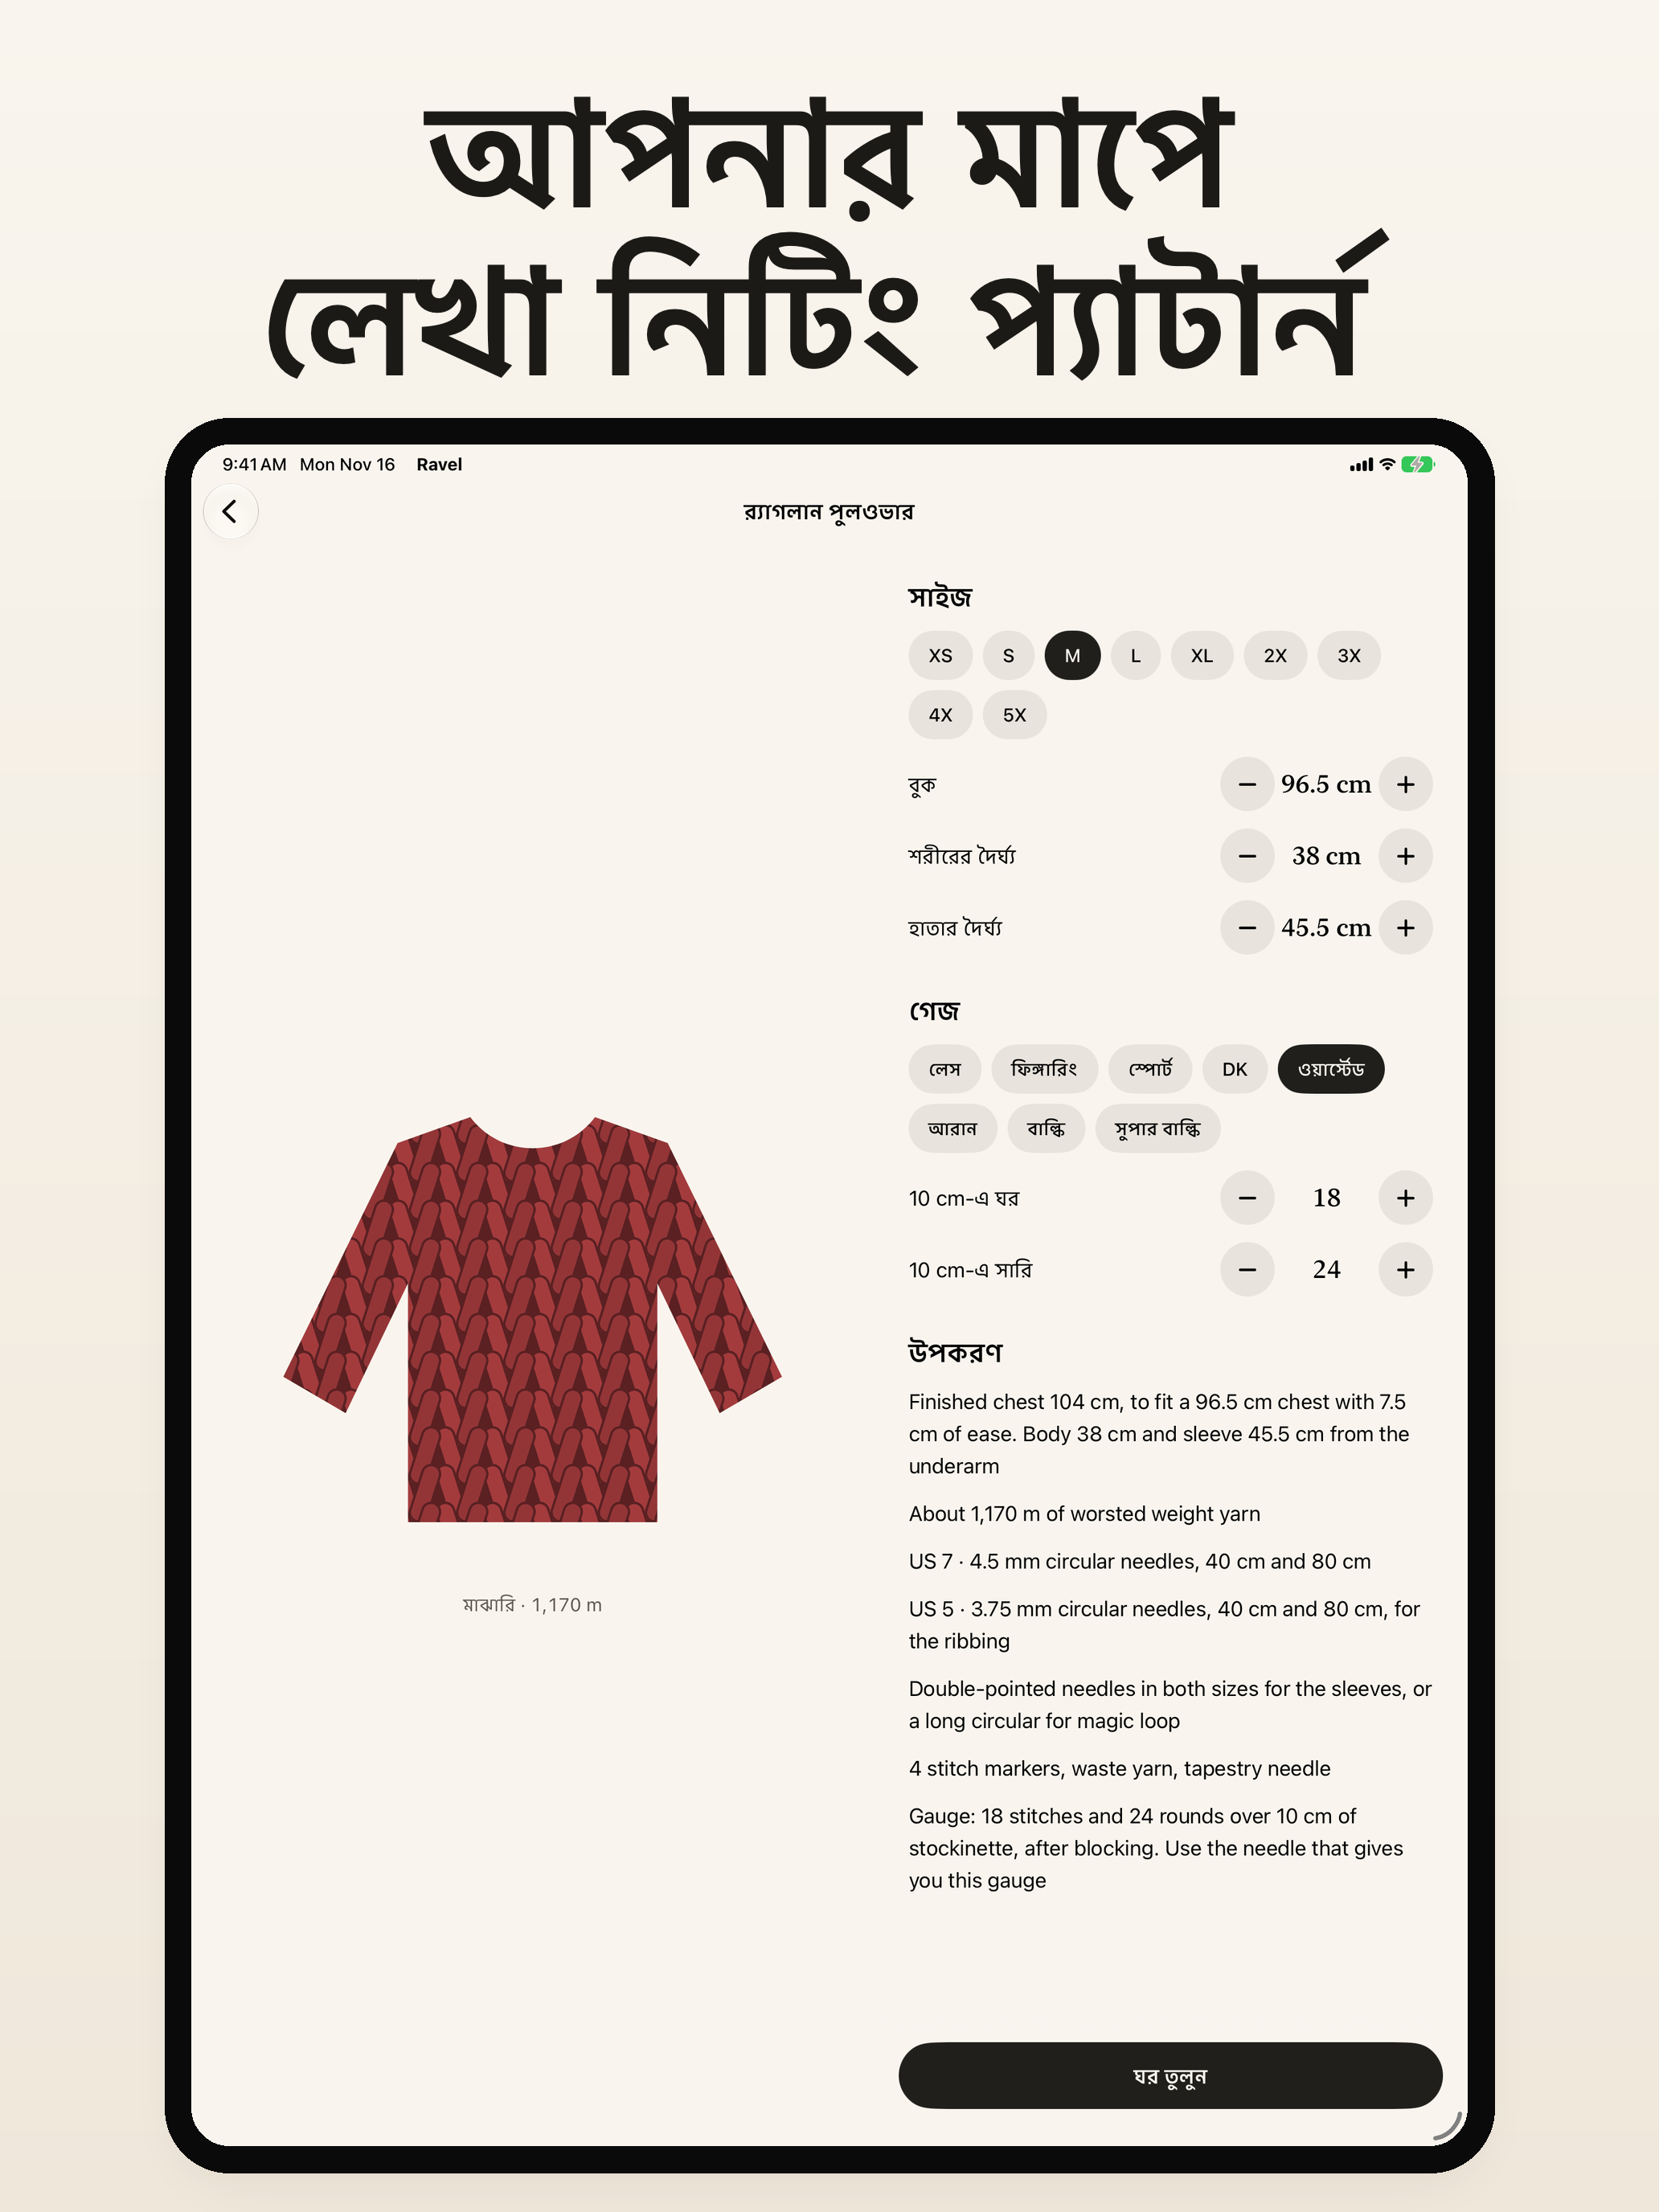 আপনার মাপে
লেখা নিটিং প্যাটার্ন
9:41 AM Mon Nov 16 Ravel
র‍্যাগলান পুলওভার
সাইজ
XS S M L XL 2X 3X
4X 5X
বুক 96.5 cm
শরীরের দৈর্ঘ্য 38 cm
হাতার দৈর্ঘ্য 45.5 cm
গেজ
লেস ফিঙ্গারিং স্পোর্ট DK ওয়ার্স্টেড
আরান বাল্কি সুপার বাল্কি
10 cm-এ ঘর 18
10 cm-এ সারি 24
উপকরণ
Finished chest 104 cm, to fit a 96.5 cm chest with 7.5
cm of ease. Body 38 cm and sleeve 45.5 cm from the
underarm
About 1,170 m of worsted weight yarn
US 7 · 4.5 mm circular needles, 40 cm and 80 cm
US 5 · 3.75 mm circular needles, 40 cm and 80 cm, for
the ribbing
Double-pointed needles in both sizes for the sleeves, or
a long circular for magic loop
4 stitch markers, waste yarn, tapestry needle
Gauge: 18 stitches and 24 rounds over 10 cm of
stockinette, after blocking. Use the needle that gives
you this gauge
মাঝারি · 1,170 m
ঘর তুলুন